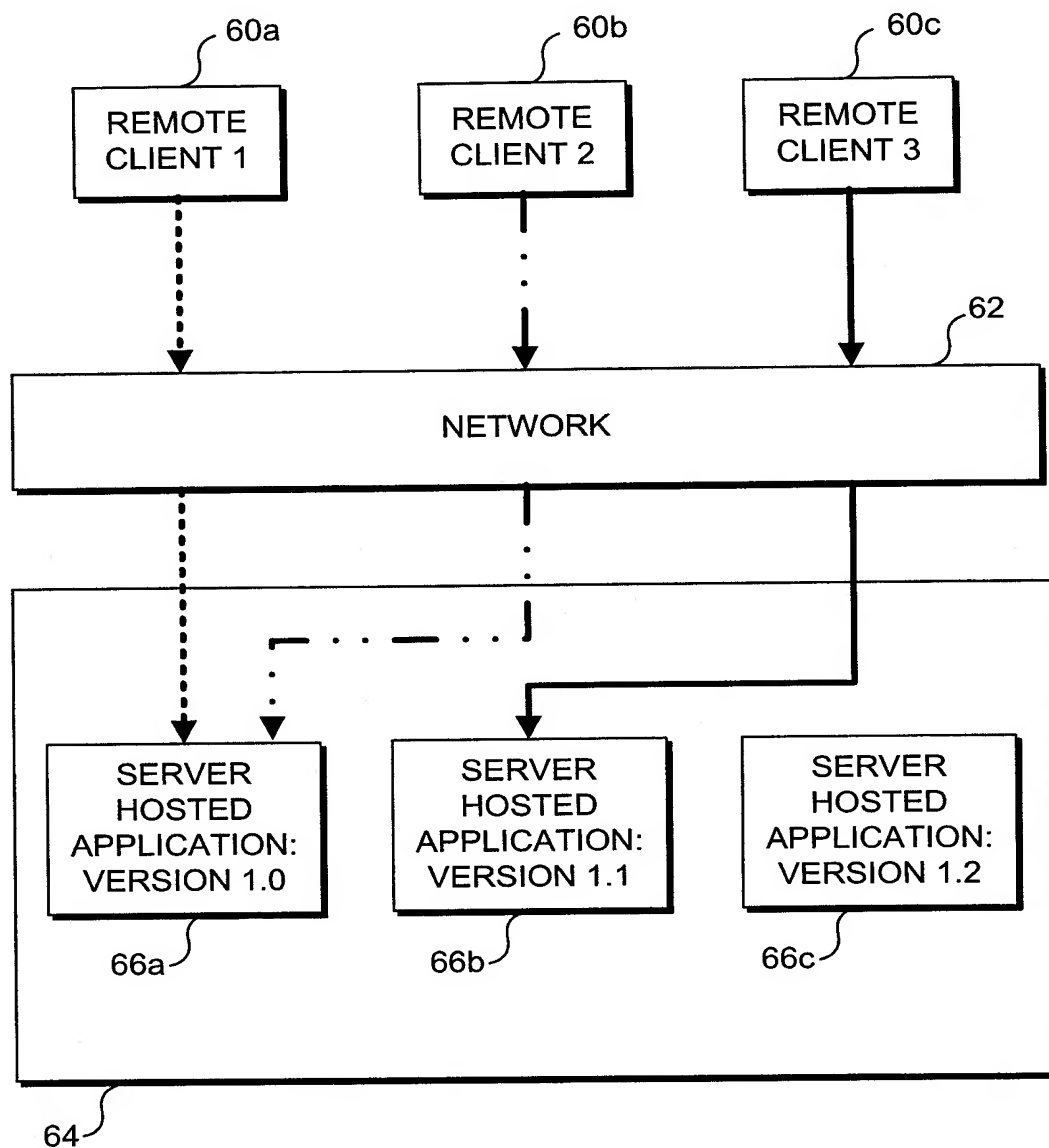 60a
60b
60c
REMOTE
CLIENT 1
REMOTE
CLIENT 2
REMOTE
CLIENT 3
62
NETWORK
SERVER
HOSTED
APPLICATION:
VERSION 1.0
SERVER
HOSTED
APPLICATION:
VERSION 1.1
SERVER
HOSTED
APPLICATION:
VERSION 1.2
66a
66b
66c
64